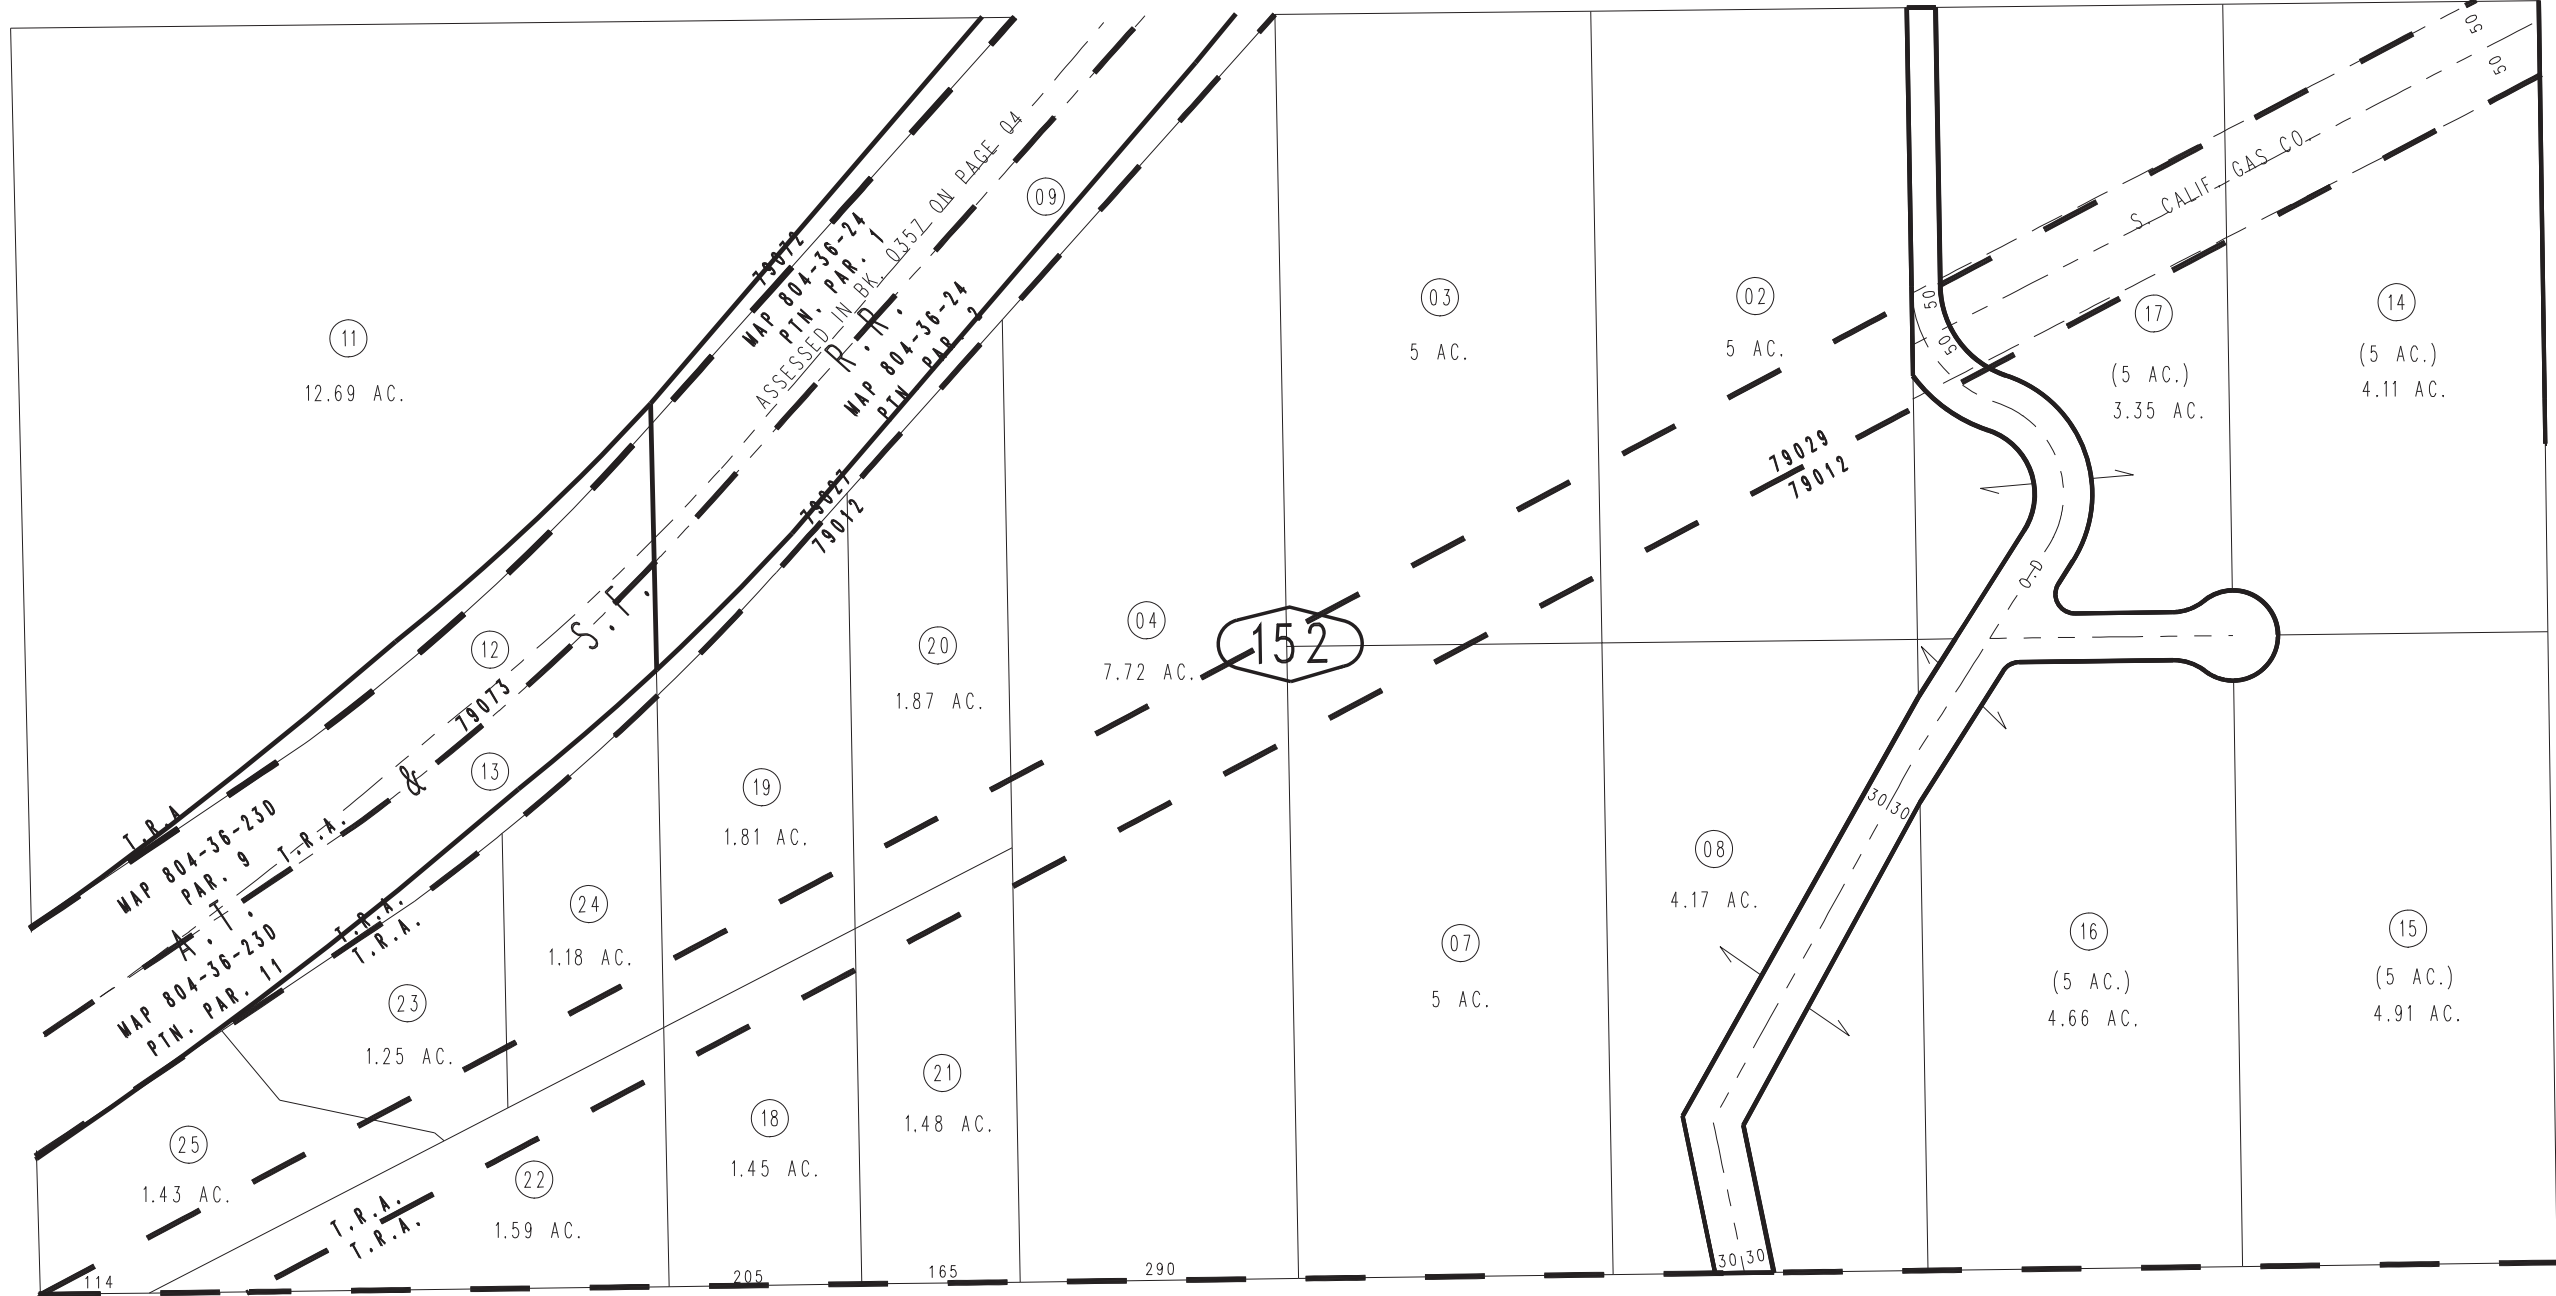 11
12.69 AC.
79072
MAP 804-36-24
PTN. PAR. 1
ASSESSED IN BK. 0357 ON PAGE 04
R.R.
MAP 804-36-24
PTN. PAR. 2
09
79027
79012
03
5 AC.
02
5 AC.
50
50
S. CALIF. GAS CO.
50
50
17
(5 AC.)
3.35 AC.
14
(5 AC.)
4.11 AC.
79029
79012
O-D
12
S.F.
79073
13
&
T.R.A.
MAP 804-36-230
PAR. 9
T.R.A.
A.T.
MAP 804-36-230
PTN. PAR. 11
T.R.A.
T.R.A.
20
1.87 AC.
04
7.72 AC.
152
19
1.81 AC.
24
1.18 AC.
23
1.25 AC.
25
1.43 AC.
T.R.A.
T.R.A.
22
1.59 AC.
18
1.45 AC.
21
1.48 AC.
07
5 AC.
08
4.17 AC.
30
30
16
(5 AC.)
4.66 AC.
15
(5 AC.)
4.91 AC.
30
30
114
205
165
290